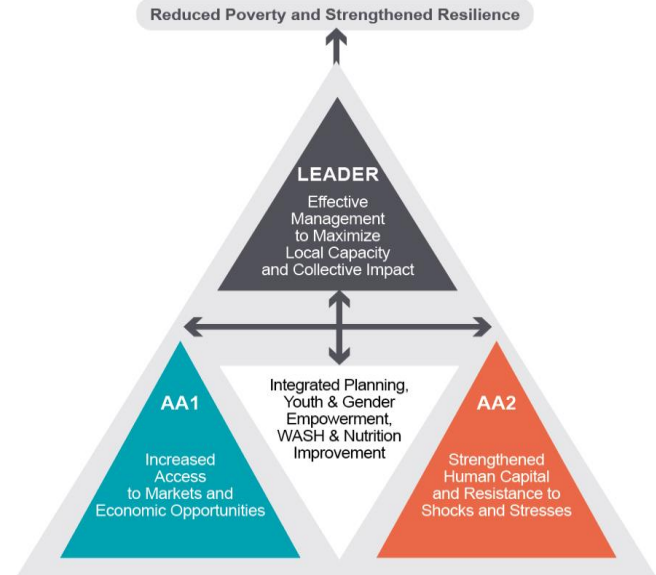 Reduced Poverty and Strengthened Resilience
LEADER
Effective
Management
to Maximize
Local Capacity
and Collective Impact
Integrated Planning,
Youth & Gender
Empowerment,
WASH & Nutrition
Improvement
AA1
Increased
Access
to Markets and
Economic Opportunities
AA2
Strengthened
Human Capital
and Resistance to
Shocks and Stresses